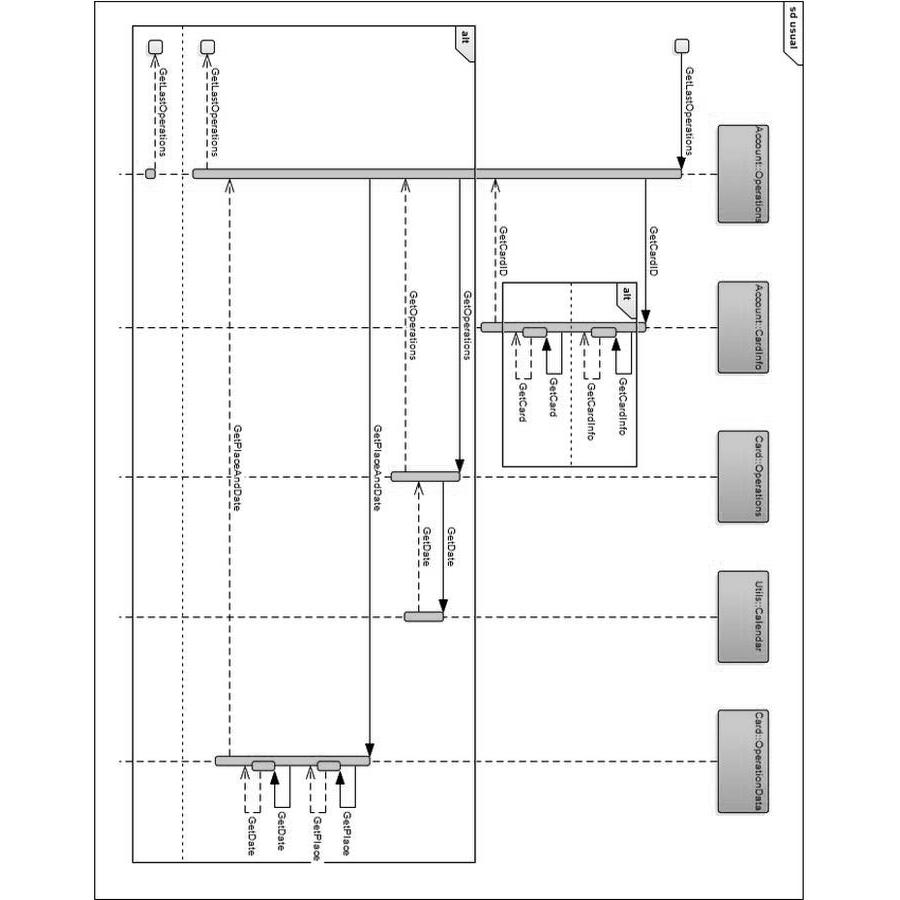 sd usual
Account::Operations
Account::CardInfo
Card::Operations
Utils::Calendar
Card::OperationData
GetLastOperations
GetCardID
alt
GetCardInfo
GetCardInfo
GetCard
GetCard
GetCardID
alt
GetOperations
GetDate
GetDate
GetOperations
GetPlaceAndDate
GetPlace
GetPlace
GetDate
GetDate
GetPlaceAndDate
GetLastOperations
GetLastOperations